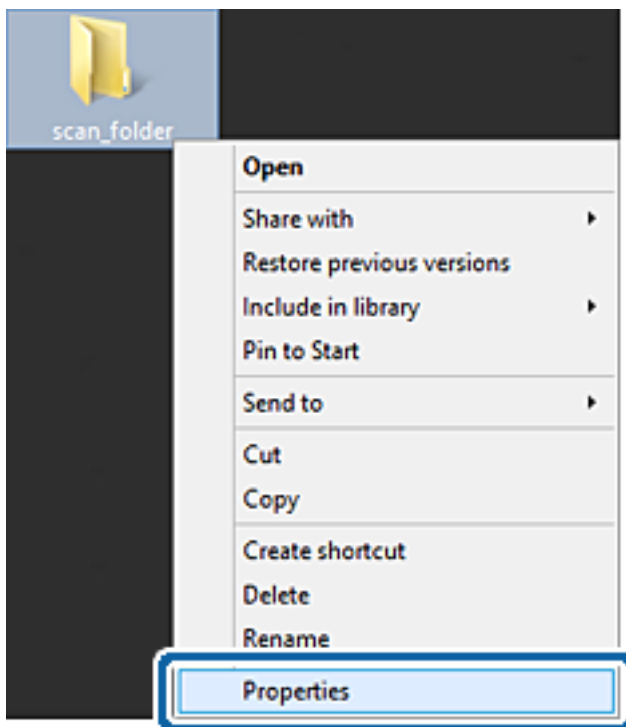 scan_folder
Open
Share with
Restore previous versions
Include in library
Pin to Start
Send to
Cut
Copy
Create shortcut
Delete
Rename
Properties